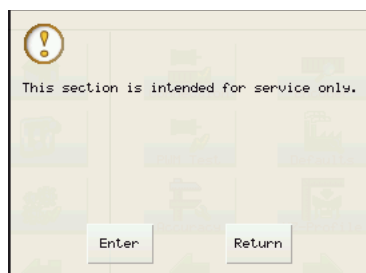 This section is intended for service only.
Enter Return